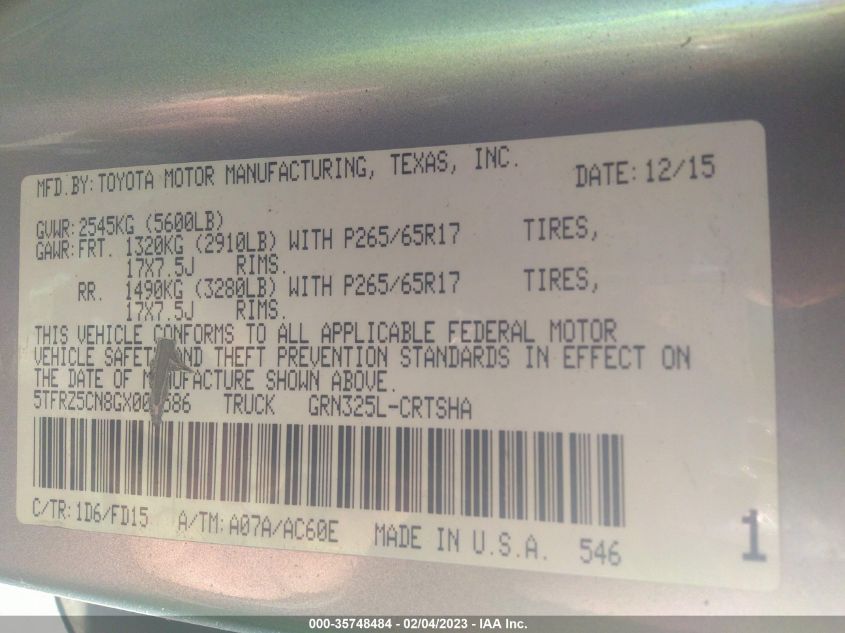 MFD.BY:TOYOTA MOTOR MANUFACTURING, TEXAS, INC. DATE:12/15
GVWR:2545KG (5600LB)
GAWR:FRT. 1320KG (2910LB) WITH P265/65R17 TIRES,
17X7.5J RIMS.
RR. 1490KG (3280LB) WITH P265/65R17 TIRES,
17X7.5J RIMS.
THIS VEHICLE CONFORMS TO ALL APPLICABLE FEDERAL MOTOR
VEHICLE SAFETY AND THEFT PREVENTION STANDARDS IN EFFECT ON
THE DATE OF MANUFACTURE SHOWN ABOVE.
TRUCK GRN325L-CRTSHA
C/TR:1D6/FD15 A/TM:A07A/AC60E MADE IN U.S.A. 546 1
000-35748484 - 02/04/2023 - IAA Inc.